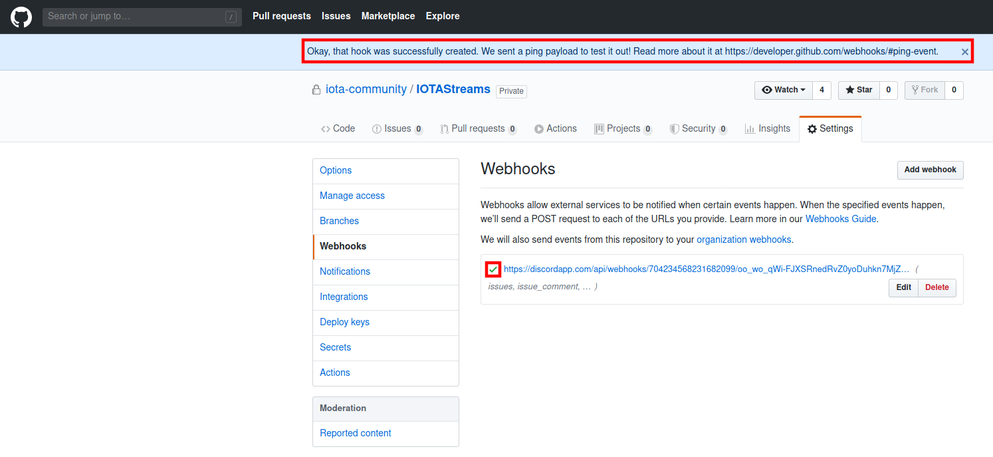 Search or jump to…
/
Pull requests Issues Marketplace Explore
Okay, that hook was successfully created. We sent a ping payload to test it out! Read more about it at https://developer.github.com/webhooks/#ping-event. ×
iota-community / IOTAStreams Private
Watch 4 Star 0 Fork 0
Code Issues 0 Pull requests 0 Actions Projects 0 Security 0 Insights Settings
Options
Manage access
Branches
Webhooks
Notifications
Integrations
Deploy keys
Secrets
Actions
Moderation
Reported content
Webhooks
Add webhook
Webhooks allow external services to be notified when certain events happen. When the specified events happen,
we'll send a POST request to each of the URLs you provide. Learn more in our Webhooks Guide.
We will also send events from this repository to your organization webhooks.
https://discordapp.com/api/webhooks/704234568231682099/oo_wo_qWi-FJXSRnedRvZ0yoDuhkn7MjZ… (
issues, issue_comment, … )
Edit Delete